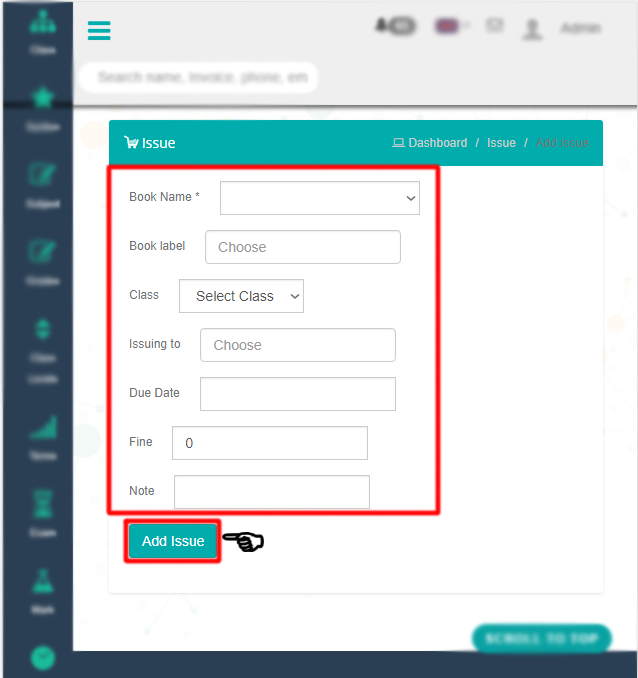 Search name, Invoice, phone, em
Admin
Issue
Dashboard / Issue / Add Issue
Book Name *
Book label Choose
Class Select Class
Issuing to Choose
Due Date
Fine 0
Note
Add Issue
Class
Subject
Grades
Class
Levels
Terms
Exam
Mark
SCROLL TO TOP